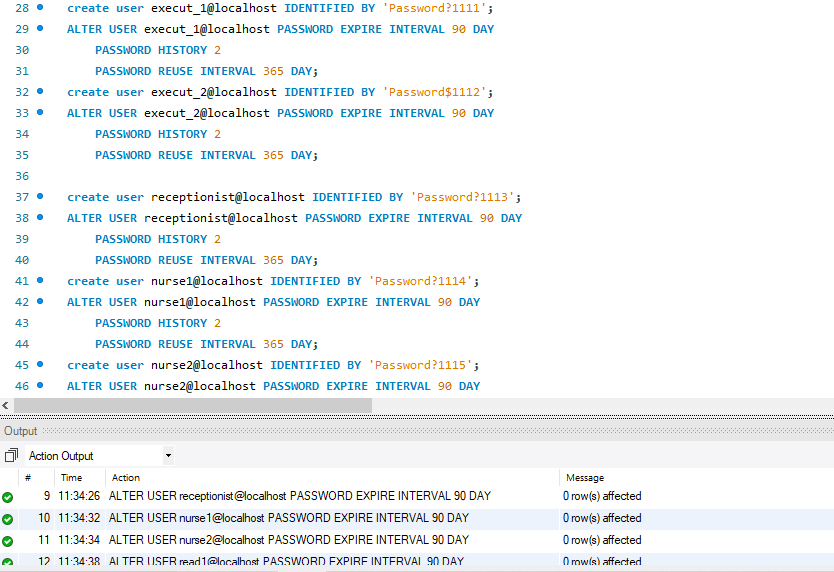 28 create user execut_1@localhost IDENTIFIED BY 'Password?1111';
29 ALTER USER execut_1@localhost PASSWORD EXPIRE INTERVAL 90 DAY
30 PASSWORD HISTORY 2
31 PASSWORD REUSE INTERVAL 365 DAY;
32 create user execut_2@localhost IDENTIFIED BY 'Password$1112';
33 ALTER USER execut_2@localhost PASSWORD EXPIRE INTERVAL 90 DAY
34 PASSWORD HISTORY 2
35 PASSWORD REUSE INTERVAL 365 DAY;
36
37 create user receptionist@localhost IDENTIFIED BY 'Password?1113';
38 ALTER USER receptionist@localhost PASSWORD EXPIRE INTERVAL 90 DAY
39 PASSWORD HISTORY 2
40 PASSWORD REUSE INTERVAL 365 DAY;
41 create user nurse1@localhost IDENTIFIED BY 'Password?1114';
42 ALTER USER nurse1@localhost PASSWORD EXPIRE INTERVAL 90 DAY
43 PASSWORD HISTORY 2
44 PASSWORD REUSE INTERVAL 365 DAY;
45 create user nurse2@localhost IDENTIFIED BY 'Password?1115';
46 ALTER USER nurse2@localhost PASSWORD EXPIRE INTERVAL 90 DAY
Output
Action Output
# Time Action Message
9 11:34:26 ALTER USER receptionist@localhost PASSWORD EXPIRE INTERVAL 90 DAY 0 row(s) affected
10 11:34:32 ALTER USER nurse1@localhost PASSWORD EXPIRE INTERVAL 90 DAY 0 row(s) affected
11 11:34:34 ALTER USER nurse2@localhost PASSWORD EXPIRE INTERVAL 90 DAY 0 row(s) affected
12 11:34:38 ALTER USER read1@localhost PASSWORD EXPIRE INTERVAL 90 DAY 0 row(s) affected